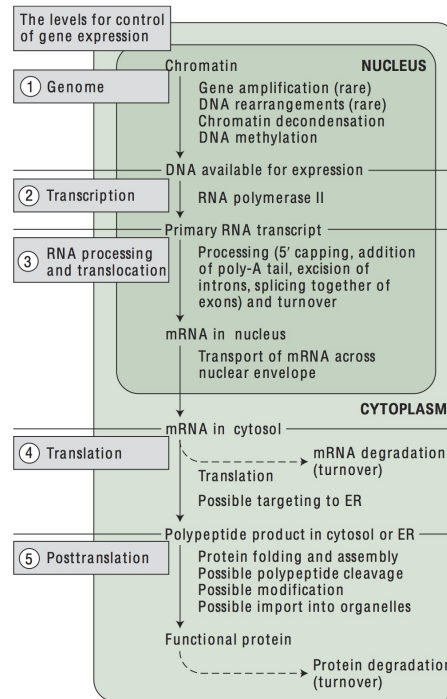 The levels for control
of gene expression
NUCLEUS
Chromatin
1 Genome
Gene amplification (rare)
DNA rearrangements (rare)
Chromatin decondensation
DNA methylation
DNA available for expression
2 Transcription
RNA polymerase II
Primary RNA transcript
3 RNA processing
and translocation
Processing (5′ capping, addition
of poly-A tail, excision of
introns, splicing together of
exons) and turnover
mRNA in nucleus
Transport of mRNA across
nuclear envelope
CYTOPLASM
mRNA in cytosol
4 Translation
mRNA degradation
(turnover)
Translation
Possible targeting to ER
Polypeptide product in cytosol or ER
5 Posttranslation
Protein folding and assembly
Possible polypeptide cleavage
Possible modification
Possible import into organelles
Functional protein
Protein degradation
(turnover)